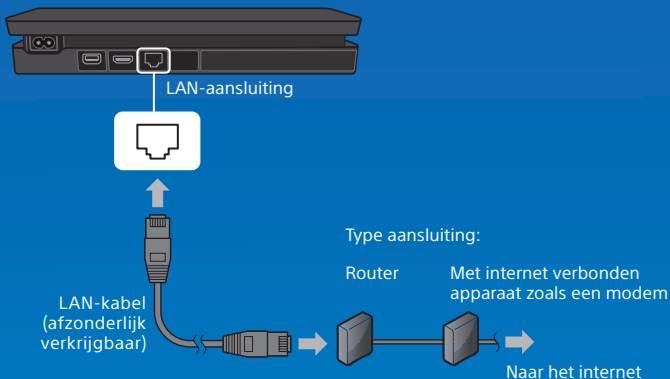 LAN-aansluiting
Type aansluiting:
Router
Met internet verbonden
apparaat zoals een modem
LAN-kabel
(afzonderlijk
verkrijgbaar)
Naar het internet